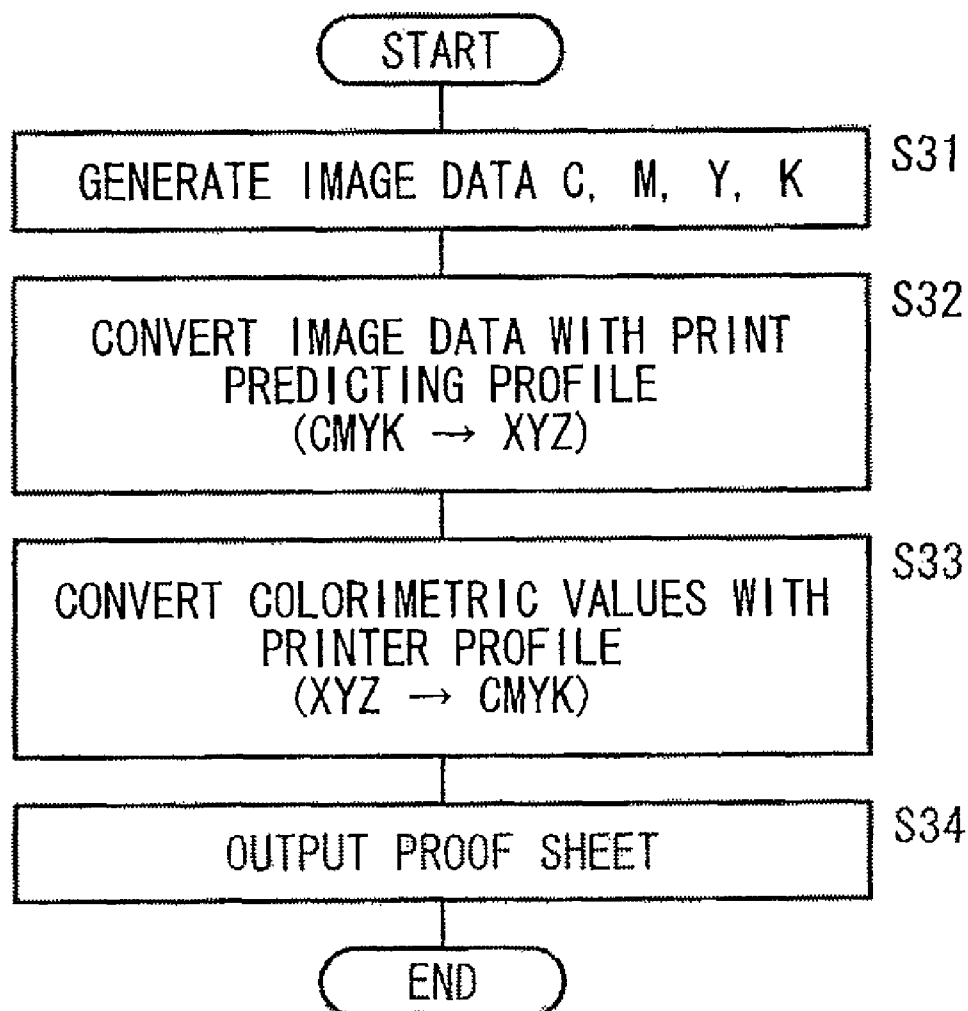 START
GENERATE IMAGE DATA C, M, Y, K
S31
CONVERT IMAGE DATA WITH PRINT
PREDICTING PROFILE
(CMYK → XYZ)
S32
CONVERT COLORIMETRIC VALUES WITH
PRINTER PROFILE
(XYZ → CMYK)
S33
OUTPUT PROOF SHEET
S34
END